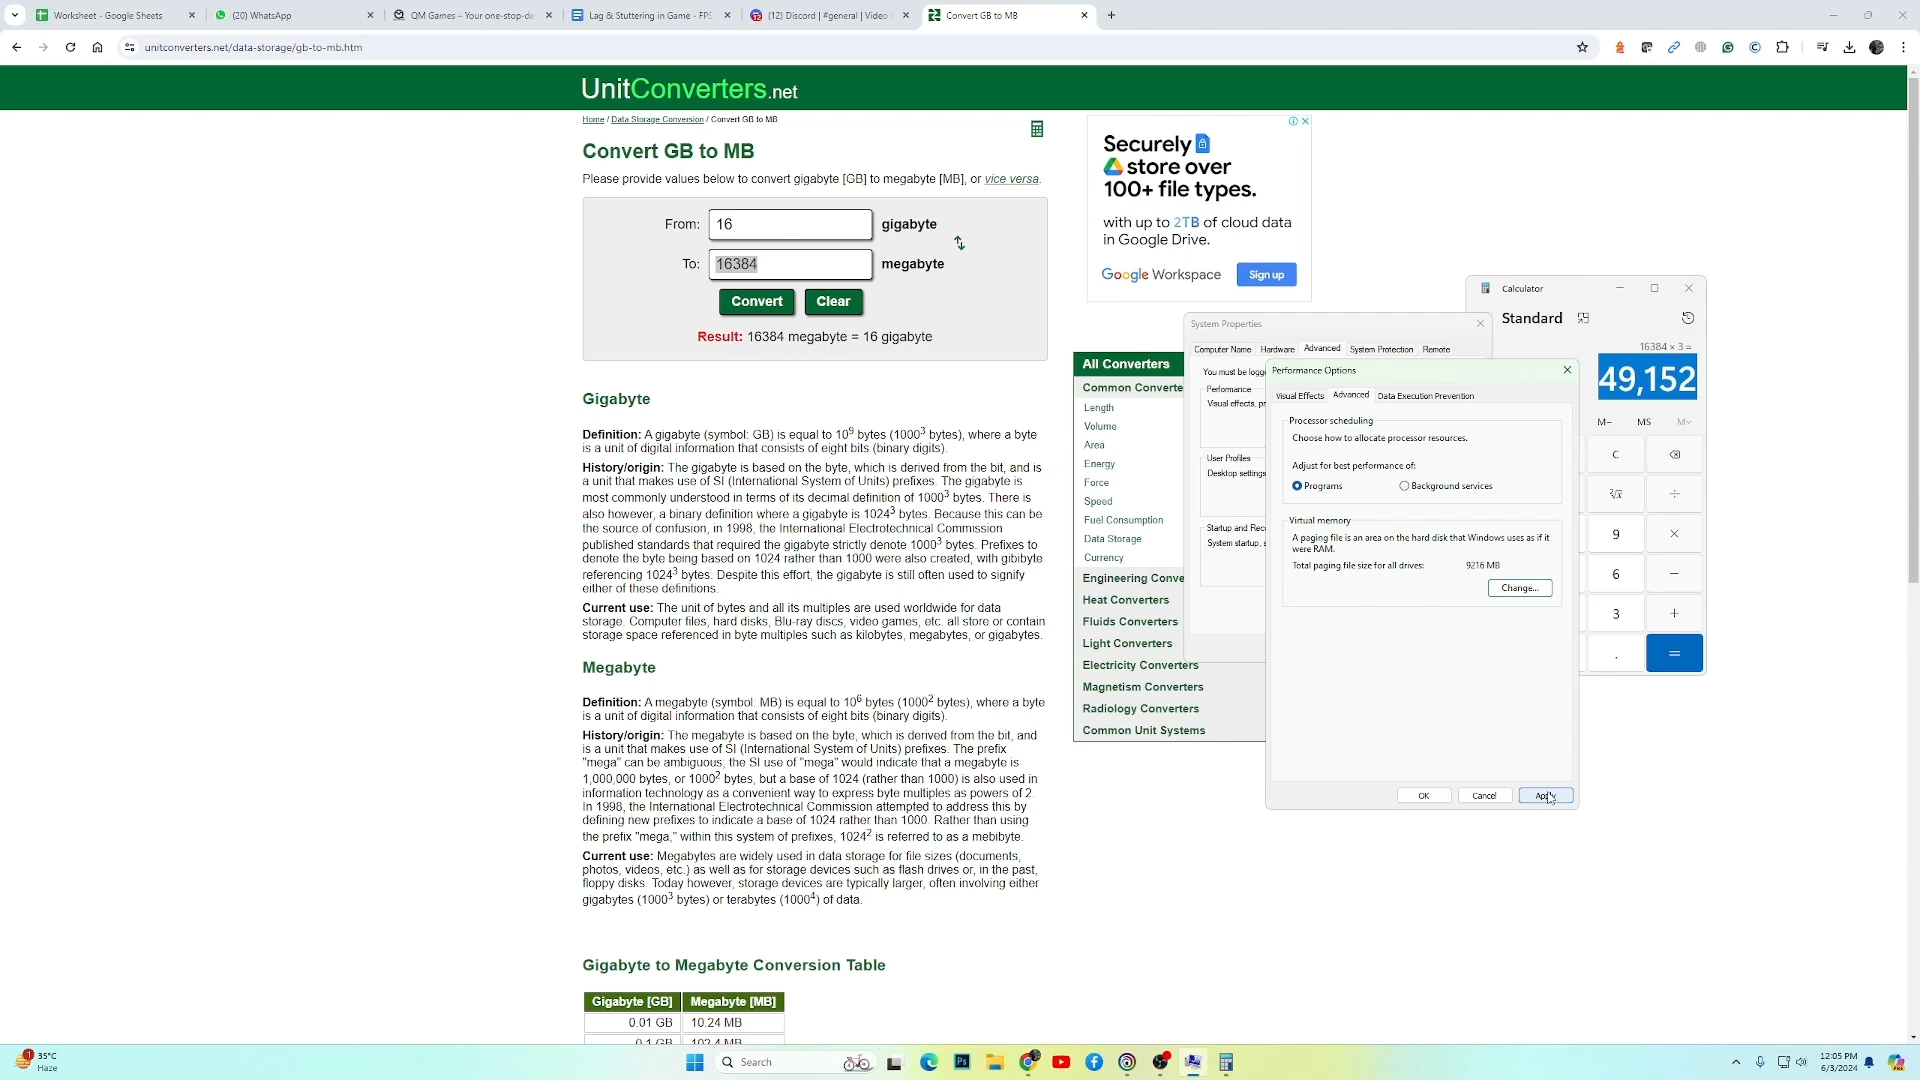 Worksheet - Google Sheets
(20) WhatsApp
QM Games – Your one-stop-de
Lag & Stuttering in Game - FPS
(12) Discord | #general | Video
Convert GB to MB
unitconverters.net/data-storage/gb-to-mb.htm
UnitConverters.net
Home / Data Storage Conversion / Convert GB to MB
Convert GB to MB
Please provide values below to convert gigabyte [GB] to megabyte [MB], or vice versa.
From: 16 gigabyte
To: 16384 megabyte
Convert Clear
Result: 16384 megabyte = 16 gigabyte
Gigabyte
Definition: A gigabyte (symbol: GB) is equal to 10⁹ bytes (1000³ bytes), where a byte
is a unit of digital information that consists of eight bits (binary digits).
History/origin: The gigabyte is based on the byte, which is derived from the bit, and is
a unit that makes use of SI (International System of Units) prefixes. The gigabyte is
most commonly understood in terms of its decimal definition of 1000³ bytes. There is
also however, a binary definition where a gigabyte is 1024³ bytes. Because this can be
the source of confusion, in 1998, the International Electrotechnical Commission
published standards that required the gigabyte strictly denote 1000³ bytes. Prefixes to
denote the byte being based on 1024 rather than 1000 were also created, with gibibyte
referencing 1024³ bytes. Despite this effort, the gigabyte is still often used to signify
either of these definitions.
Current use: The unit of bytes and all its multiples are used worldwide for data
storage. Computer files, hard disks, Blu-ray discs, video games, etc. all store or contain
storage space referenced in byte multiples such as kilobytes, megabytes, or gigabytes.
Megabyte
Definition: A megabyte (symbol: MB) is equal to 10⁶ bytes (1000² bytes), where a byte
is a unit of digital information that consists of eight bits (binary digits).
History/origin: The megabyte is based on the byte, which is derived from the bit, and
is a unit that makes use of SI (International System of Units) prefixes. The prefix
"mega" can be ambiguous; the SI use of "mega" would indicate that a megabyte is
1,000,000 bytes, or 1000² bytes, but a base of 1024 (rather than 1000) is also used in
information technology as a convenient way to express byte multiples as powers of 2.
In 1998, the International Electrotechnical Commission attempted to address this by
defining new prefixes to indicate a base of 1024 rather than 1000. Rather than using
the prefix "mega," within this system of prefixes, 1024² is referred to as a mebibyte.
Current use: Megabytes are widely used in data storage for file sizes (documents,
photos, videos, etc.) as well as for storage devices such as flash drives or, in the past,
floppy disks. Today however, storage devices are typically larger, often involving either
gigabytes (1000³ bytes) or terabytes (1000⁴) of data.
Gigabyte to Megabyte Conversion Table
Gigabyte [GB] Megabyte [MB]
0.01 GB 10.24 MB
0.1 GB 102.4 MB
Securely
store over
100+ file types.
with up to 2TB of cloud data
in Google Drive.
Google Workspace Sign up
All Converters
Common Converte
Length
Volume
Area
Energy
Force
Speed
Fuel Consumption
Data Storage
Currency
Engineering Conve
Heat Converters
Fluids Converters
Light Converters
Electricity Converters
Magnetism Converters
Radiology Converters
Common Unit Systems
System Properties
Computer Name Hardware Advanced System Protection Remote
You must be logge
Performance
Visual effects, pr
User Profiles
Desktop settings
Startup and Reco
System startup, s
Performance Options
Visual Effects Advanced Data Execution Prevention
Processor scheduling
Choose how to allocate processor resources.
Adjust for best performance of:
Programs Background services
Virtual memory
A paging file is an area on the hard disk that Windows uses as if it
were RAM.
Total paging file size for all drives: 9216 MB
Change...
OK Cancel Apply
Calculator
Standard
16384 × 3 =
49,152
M− MS M
C
²√x ÷
9 ×
6 −
3 +
. =
1
35°C
Haze
Search
12:05 PM
6/3/2024